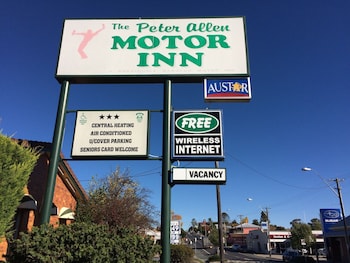 The Peter Allen
MOTOR
INN
AUSTAR
★★★
CENTRAL HEATING
AIR CONDITIONED
U/COVER PARKING
SENIORS CARD WELCOME
FREE
WIRELESS
INTERNET
VACANCY